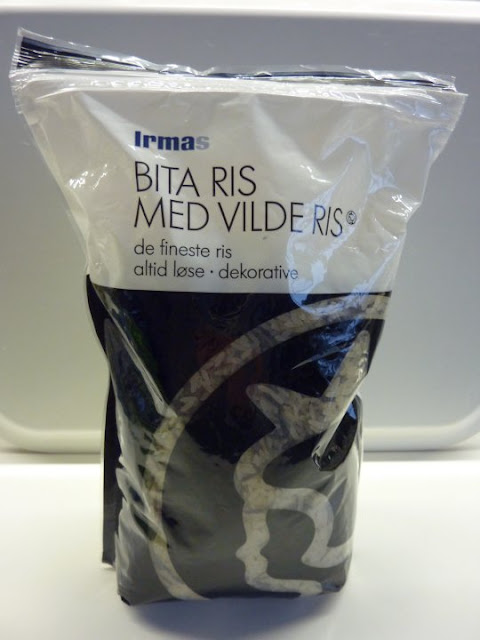 Irmas
BITA RIS
MED VILDE RIS
de fineste ris
altid løse · dekorative